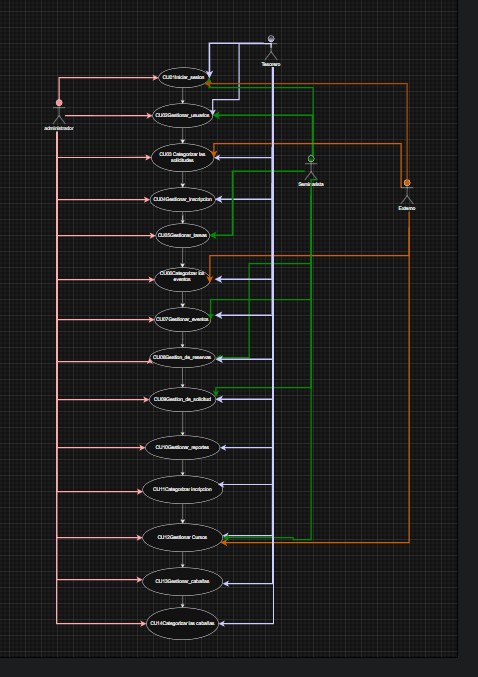 Tesorero
CU01Iniciar_sesion
CU02Gestionar_usuarios
administrador
CU03 Categorizar las
solicitudes
Seminarista
CU04Gestionar_inscripcion
Externo
CU05Gestionar_tareas
CU06Categorizar los
eventos
CU07Gestionar_eventos
CU08Gestion_de_reservas
CU09Gestion_de_solicitud
CU10Gestionar_reportes
CU11Categorizar incripcion
CU12Gestionar Cursos
CU13Gestionar_cabañas
CU14Categorizar las cabañas